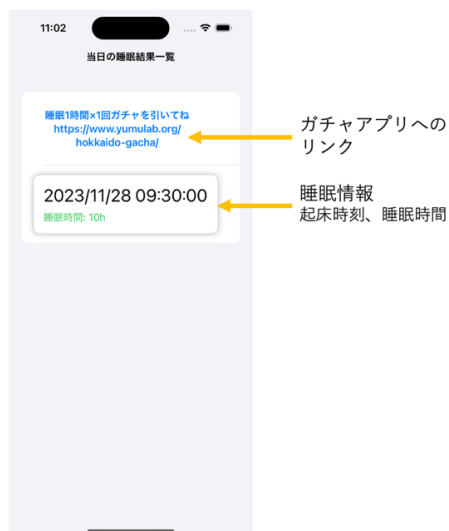 11:02
当日の睡眠結果一覧
睡眠1時間×1回ガチャを引いてね
https://www.yumulab.org/
hokkaido-gacha/
ガチャアプリへの
リンク
2023/11/28 09:30:00
睡眠時間: 10h
睡眠情報
起床時刻、睡眠時間